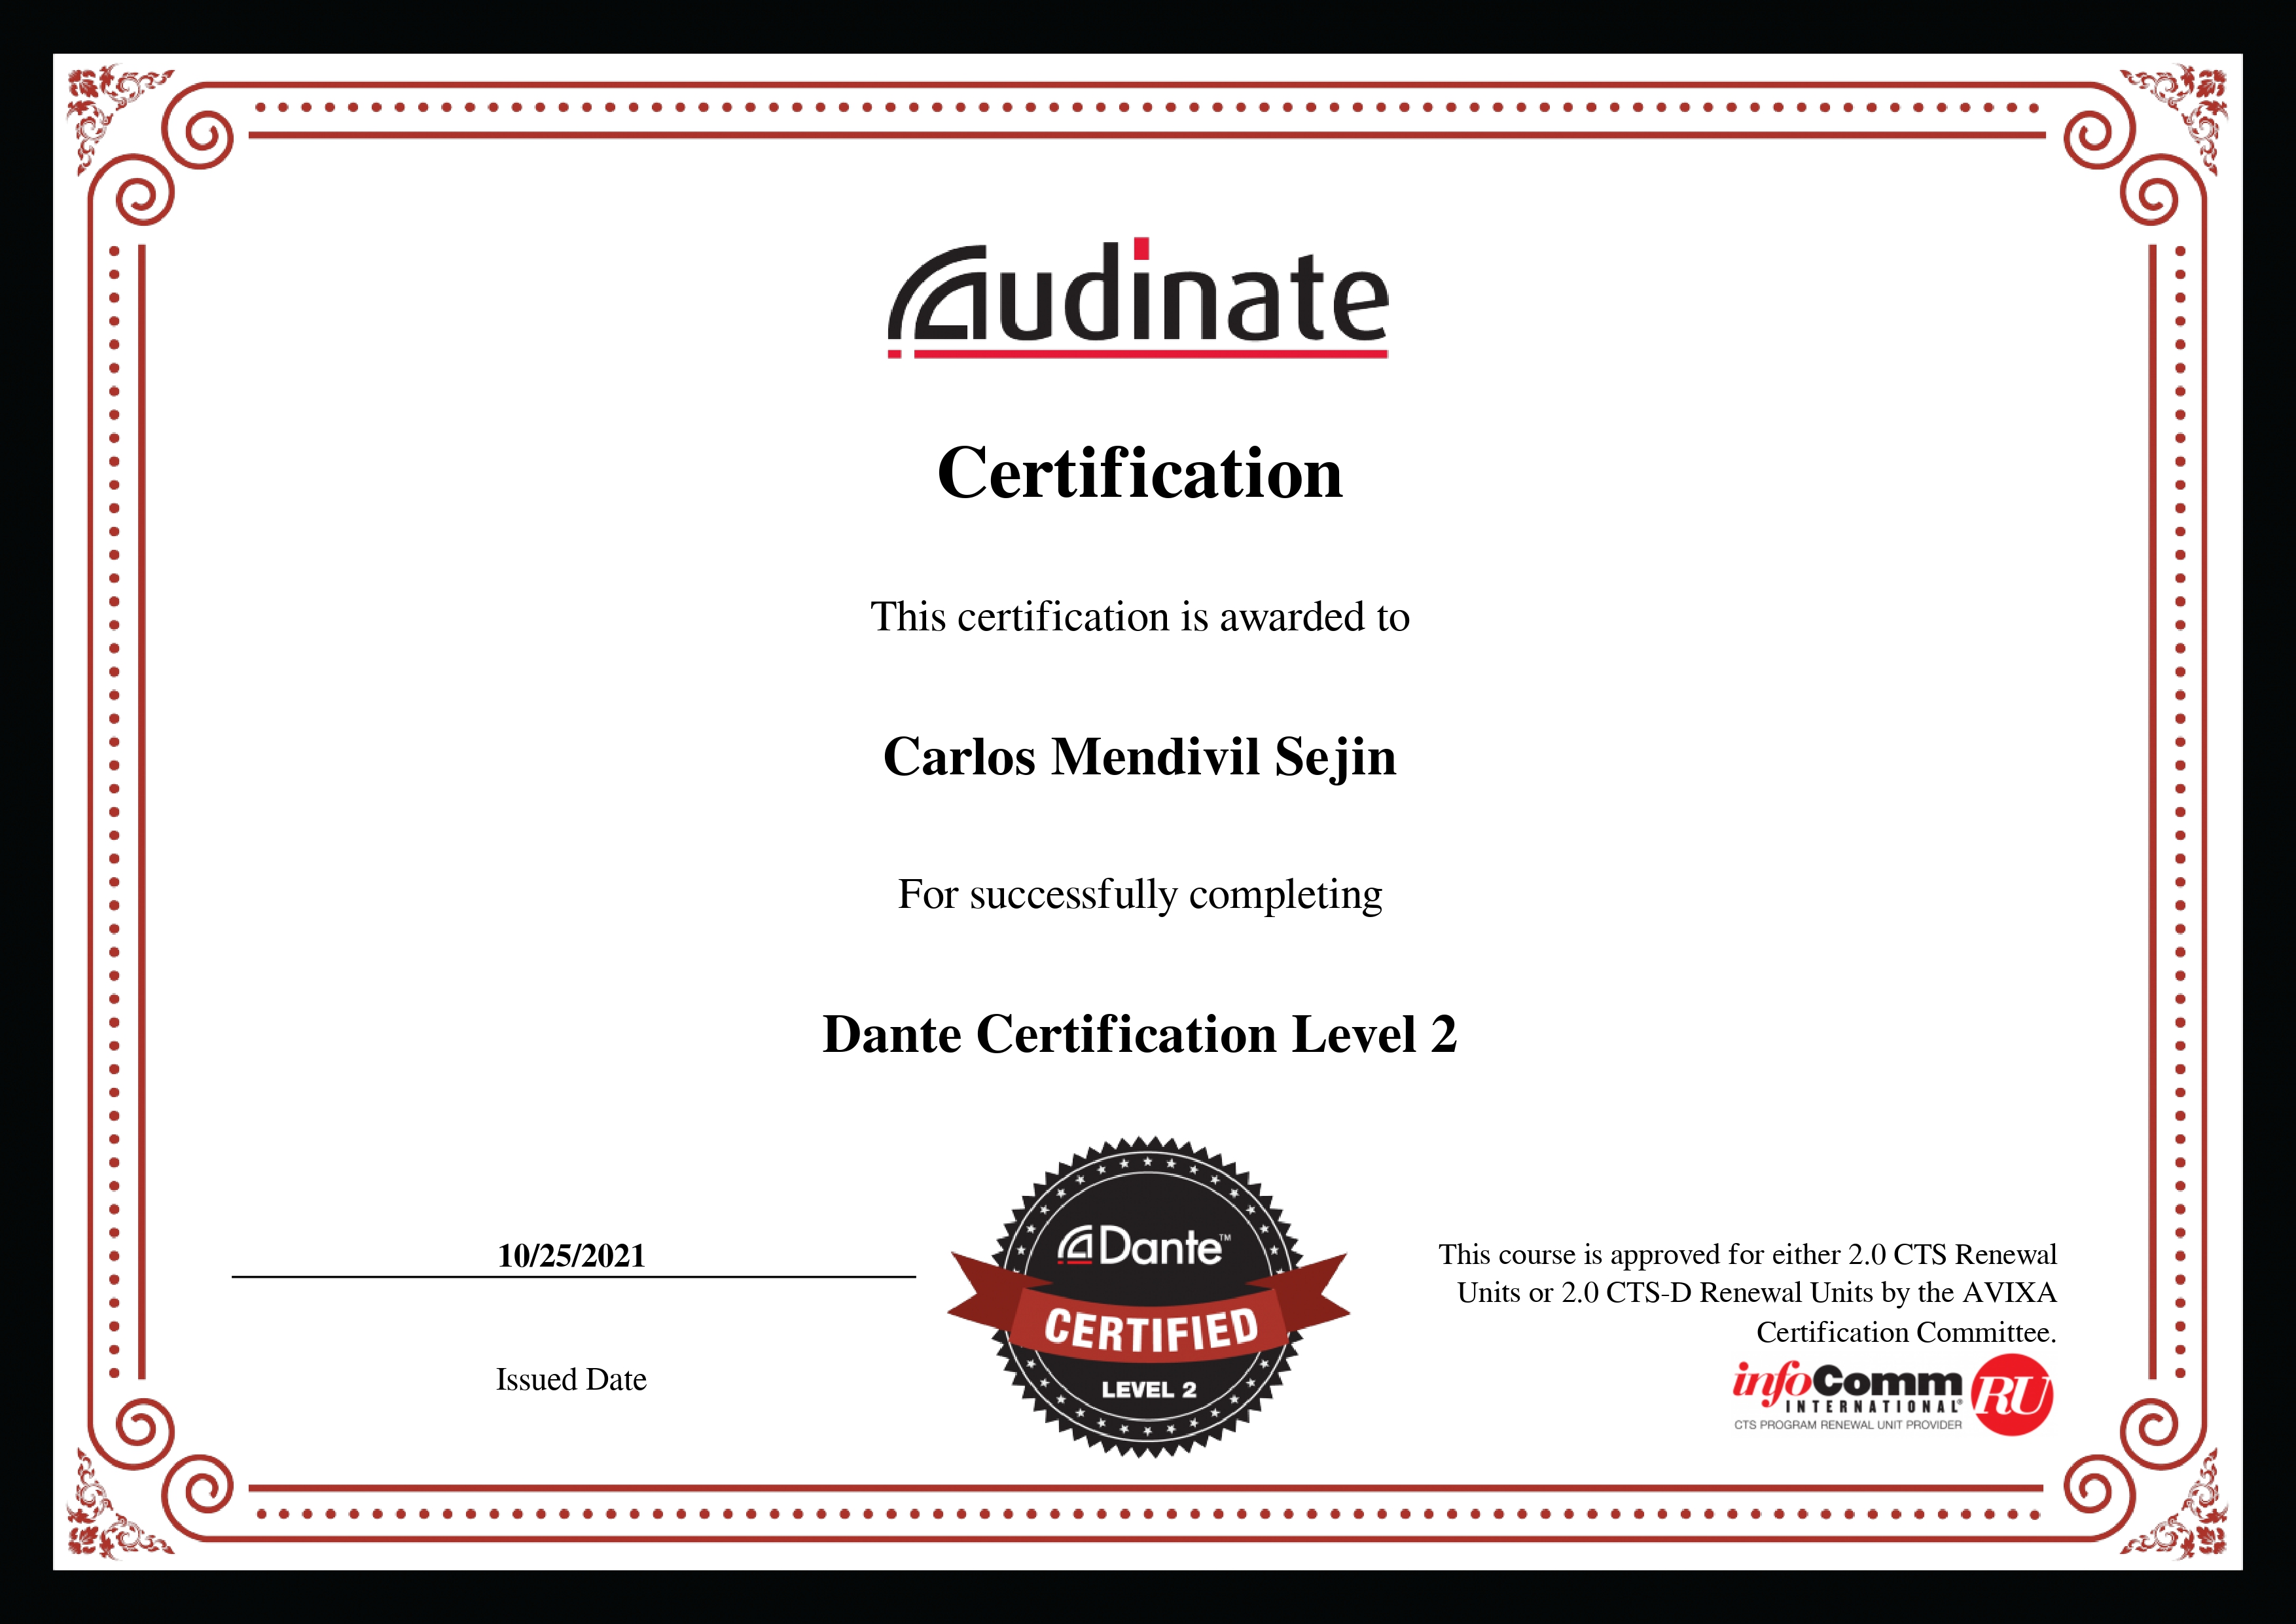 Audinate
Certification
This certification is awarded to
Carlos Mendivil Sejin
For successfully completing
Dante Certification Level 2
10/25/2021
Issued Date
Dante™
CERTIFIED
LEVEL 2
This course is approved for either 2.0 CTS Renewal
Units or 2.0 CTS-D Renewal Units by the AVIXA
Certification Committee.
infoComm
INTERNATIONAL®
CTS PROGRAM RENEWAL UNIT PROVIDER
RU